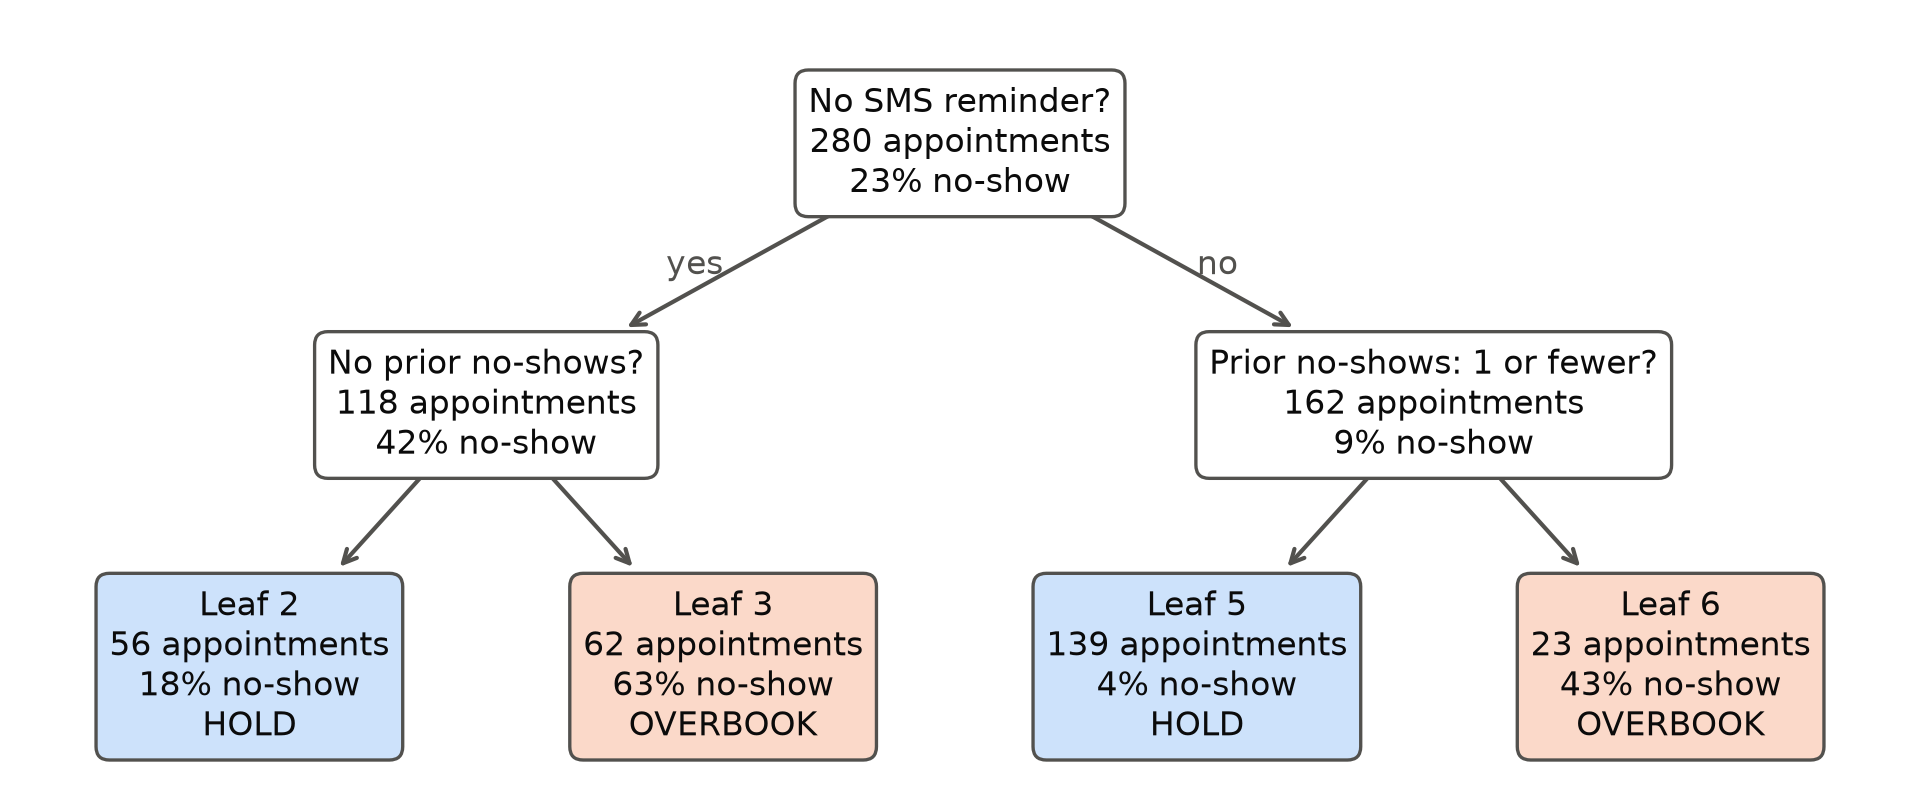 No SMS reminder?
280 appointments
23% no-show
yes
no
No prior no-shows?
118 appointments
42% no-show
Prior no-shows: 1 or fewer?
162 appointments
9% no-show
Leaf 2
56 appointments
18% no-show
HOLD
Leaf 3
62 appointments
63% no-show
OVERBOOK
Leaf 5
139 appointments
4% no-show
HOLD
Leaf 6
23 appointments
43% no-show
OVERBOOK